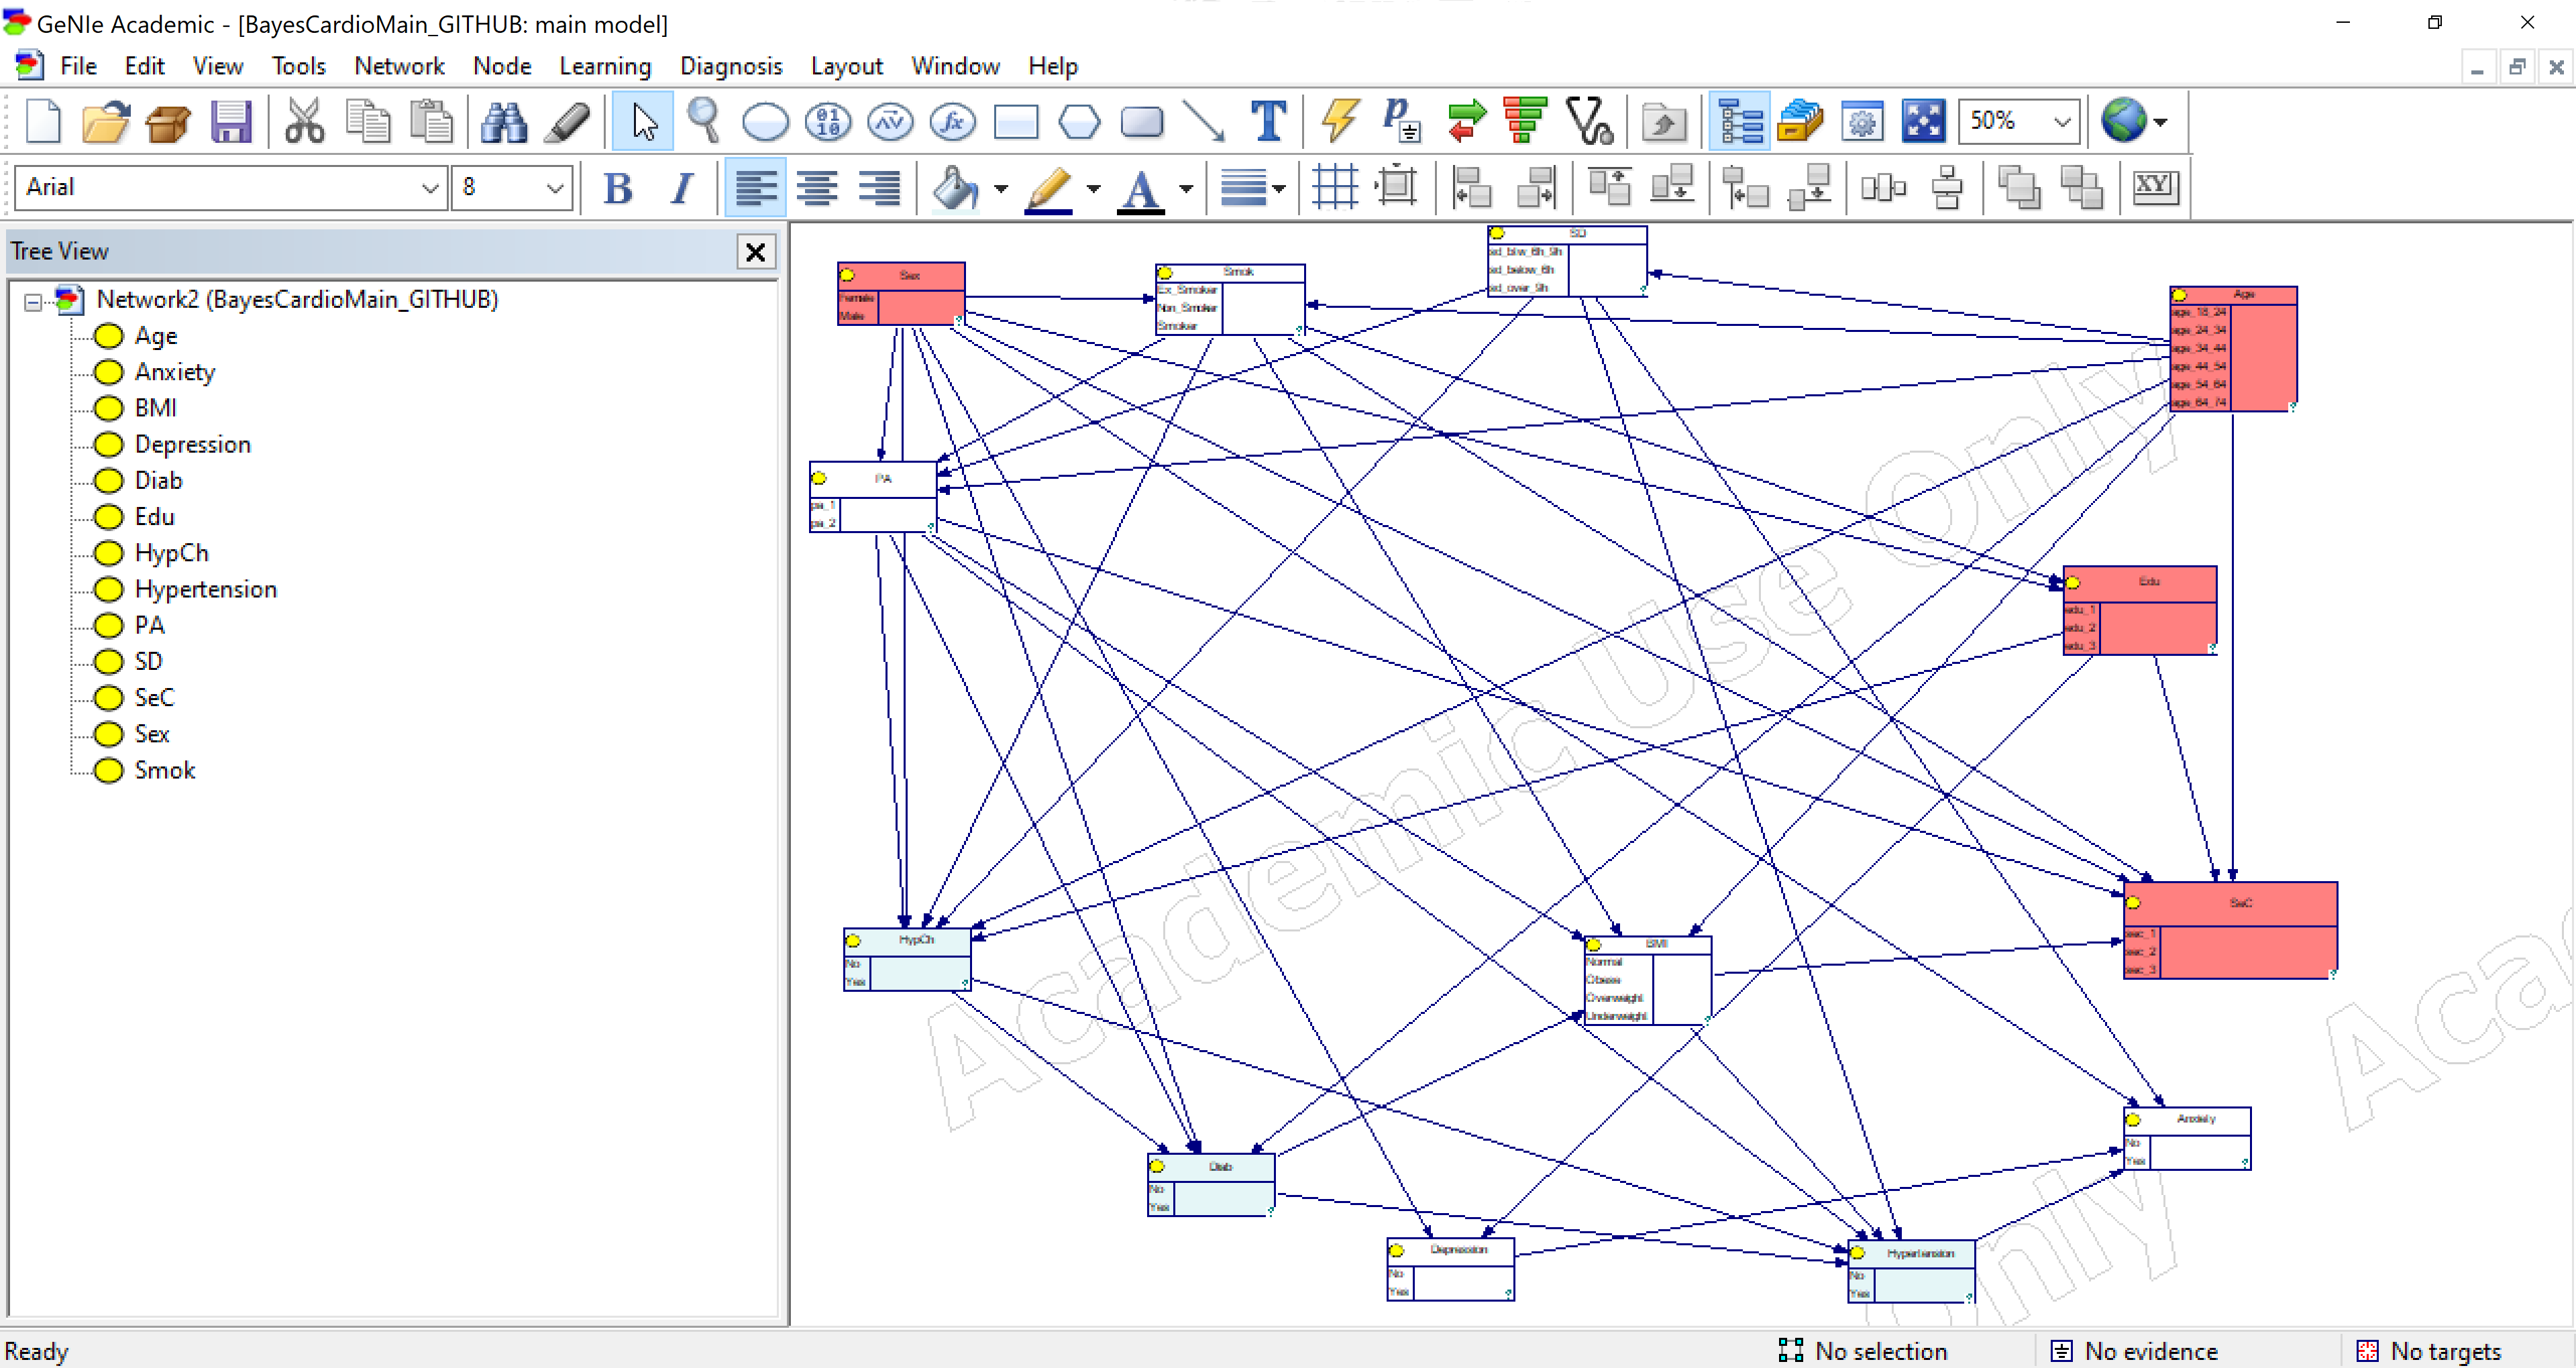 GeNIe Academic - [BayesCardioMain_GITHUB: main model]
File Edit View Tools Network Node Learning Diagnosis Layout Window Help
50%
Arial 8
Tree View
Network2 (BayesCardioMain_GITHUB)
Age
Anxiety
BMI
Depression
Diab
Edu
HypCh
Hypertension
PA
SD
SeC
Sex
Smok
SD
sd_btw_6h_9h
sd_below_6h
sd_over_9h
Sex
Female
Male
Smok
Ex_Smoker
Non_Smoker
Smoker
Age
age_18_24
age_24_34
age_34_44
age_44_54
age_54_64
age_64_74
PA
pa_1
pa_2
Edu
edu_1
edu_2
edu_3
SeC
sec_1
sec_2
sec_3
HypCh
No
Yes
BMI
Normal
Obese
Overweight
Underweight
Anxiety
No
Yes
Diab
No
Yes
Depression
No
Yes
Hypertension
No
Yes
Academic Use Only
Aca
Only
Ready No selection No evidence No targets